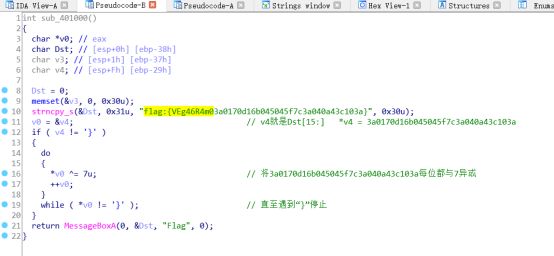 IDA View-A Pseudocode-B Pseudocode-A Strings window Hex View-1 Structures Enums
1 int sub_401000()
2 {
3 char *v0; // eax
4 char Dst; // [esp+0h] [ebp-38h]
5 char v3; // [esp+1h] [ebp-37h]
6 char v4; // [esp+Fh] [ebp-29h]
7
8 Dst = 0;
9 memset(&v3, 0, 0x30u);
10 strncpy_s(&Dst, 0x31u, "flag:{VEg46R4m03a0170d16b045045f7c3a040a43c103a}", 0x30u);
11 v0 = &v4; // v4就是Dst[15:] *v4 = 3a0170d16b045045f7c3a040a43c103a
12 if ( v4 != '}' )
13 {
14 do
15 {
16 *v0 ^= 7u; // 将3a0170d16b045045f7c3a040a43c103a每位都与7异或
17 ++v0;
18 }
19 while ( *v0 != '}' ); // 直至遇到“}”停止
20 }
21 return MessageBoxA(0, &Dst, "Flag", 0);
22 }